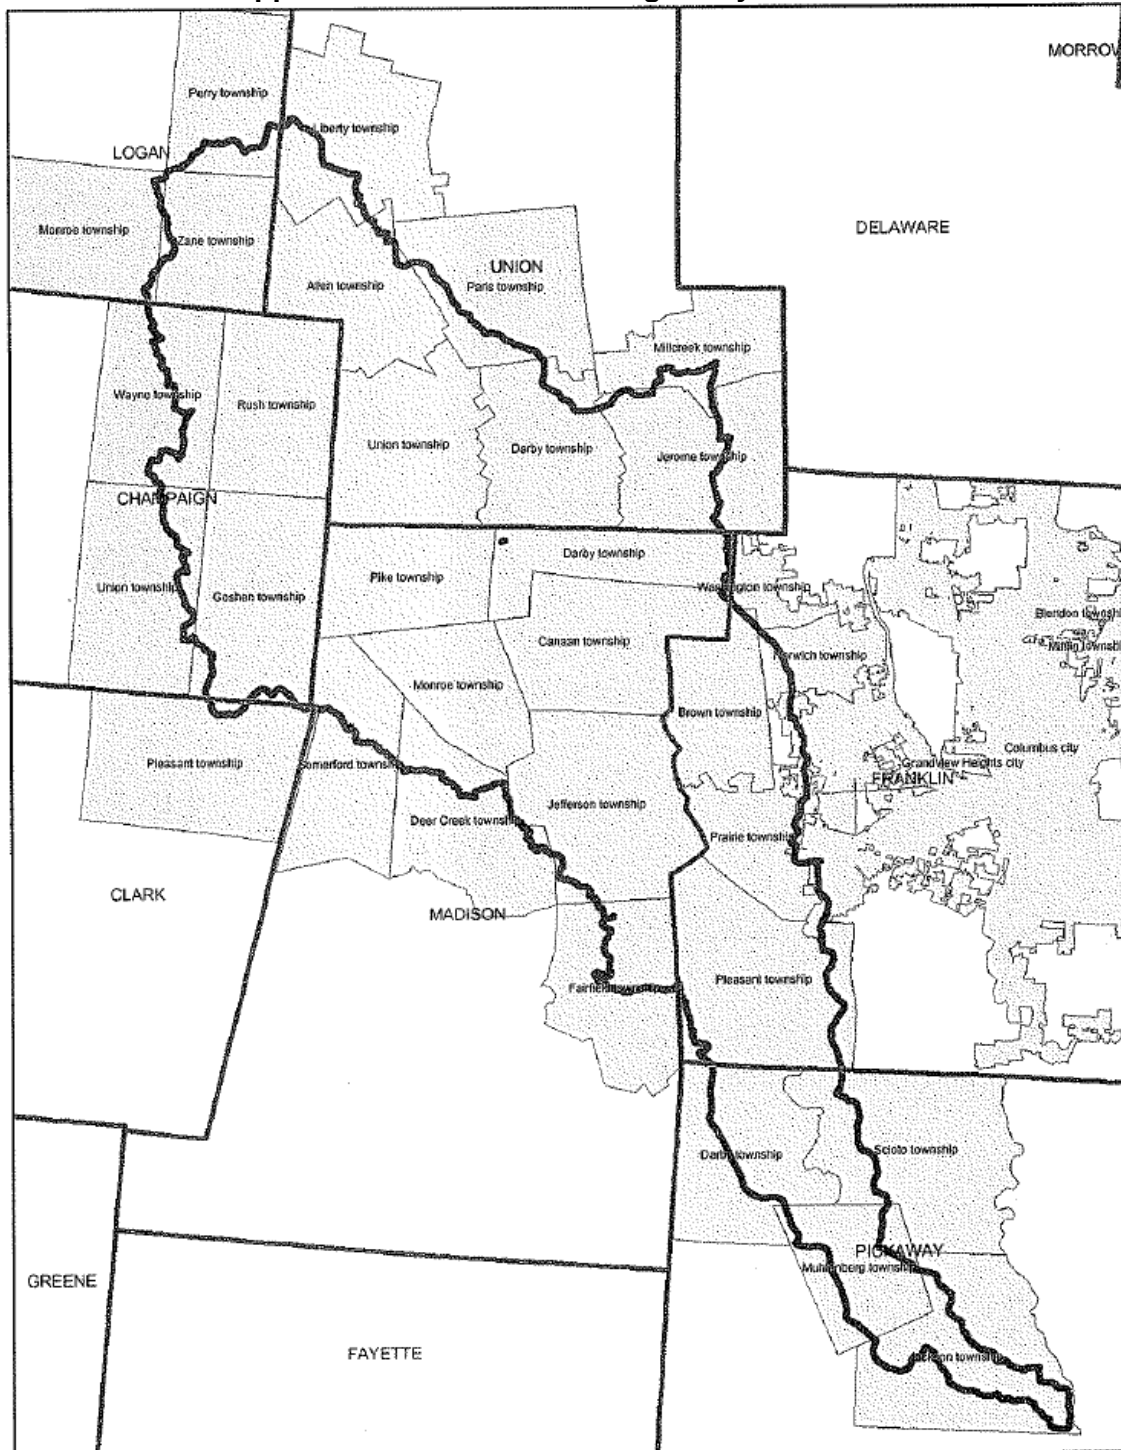 MORROW
Perry township
Liberty township
LOGAN
Monroe township
Zane township
DELAWARE
UNION
Allen township
Paris township
Millcreek township
Wayne township
Rush township
Union township
Darby township
Jerome township
CHAMPAIGN
Darby township
Pike township
Union township
Goshen township
Washington township
Blendon township
Canaan township
Norwich township
Mifflin township
Monroe township
Brown township
Columbus city
Pleasant township
Somerford township
Grandview Heights city
FRANKLIN
Jefferson township
Deer Creek township
Prairie township
CLARK
MADISON
Pleasant township
Fairfield township
Darby township
Scioto township
PICKAWAY
Muhlenberg township
GREENE
FAYETTE
Jackson township